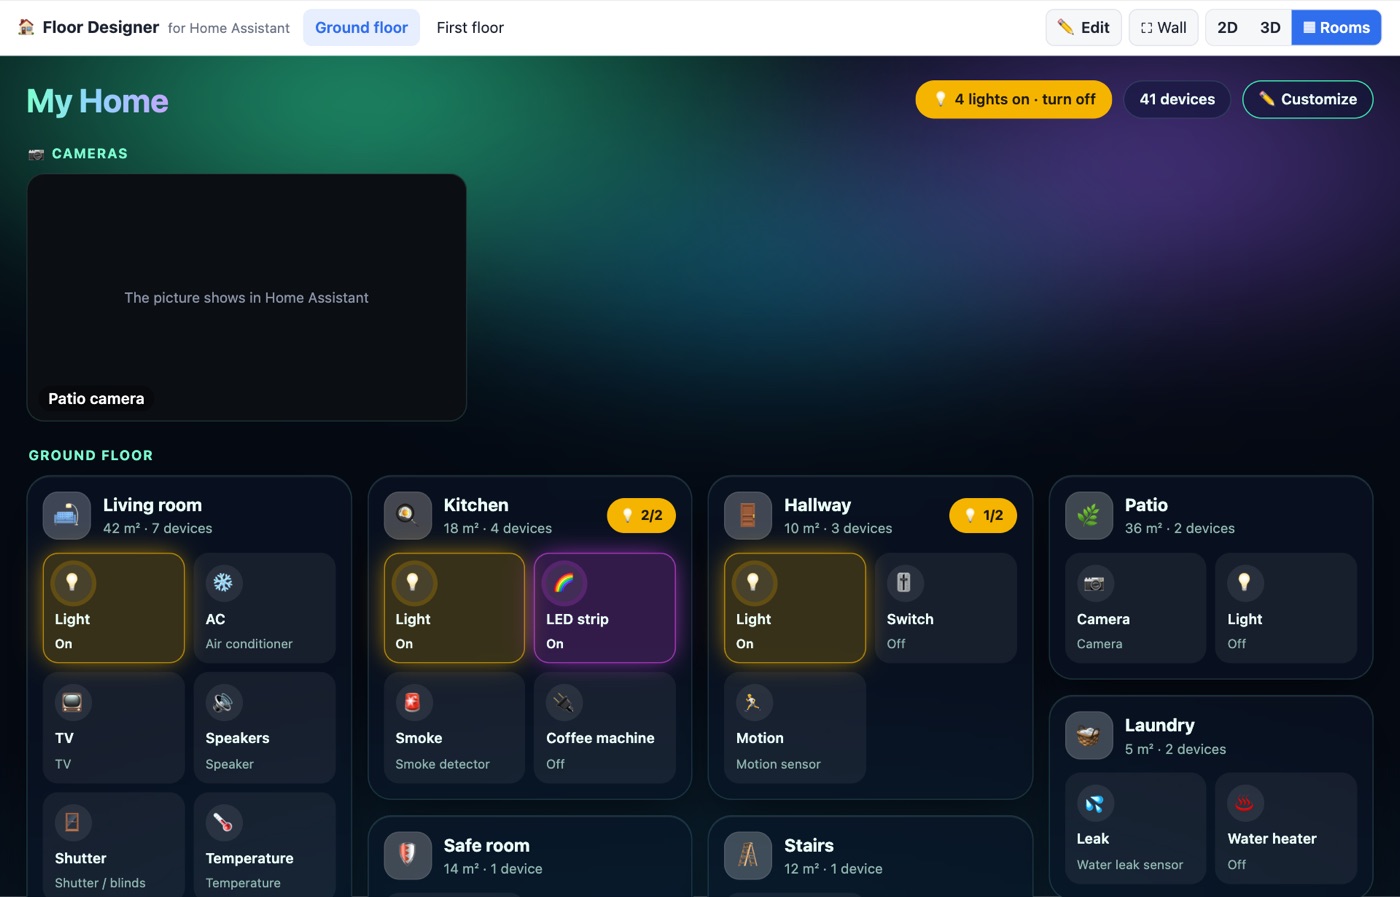 Floor Designer for Home Assistant Ground floor First floor Edit Wall 2D 3D Rooms
My Home
4 lights on · turn off
41 devices
Customize
CAMERAS
The picture shows in Home Assistant
Patio camera
GROUND FLOOR
Living room
42 m² · 7 devices
Light
On
AC
Air conditioner
TV
TV
Speakers
Speaker
Shutter
Shutter / blinds
Temperature
Temperature
Kitchen
18 m² · 4 devices
2/2
Light
On
LED strip
On
Smoke
Smoke detector
Coffee machine
Off
Safe room
14 m² · 1 device
Hallway
10 m² · 3 devices
1/2
Light
On
Switch
Off
Motion
Motion sensor
Stairs
12 m² · 1 device
Patio
36 m² · 2 devices
Camera
Camera
Light
Off
Laundry
5 m² · 2 devices
Leak
Water leak sensor
Water heater
Off